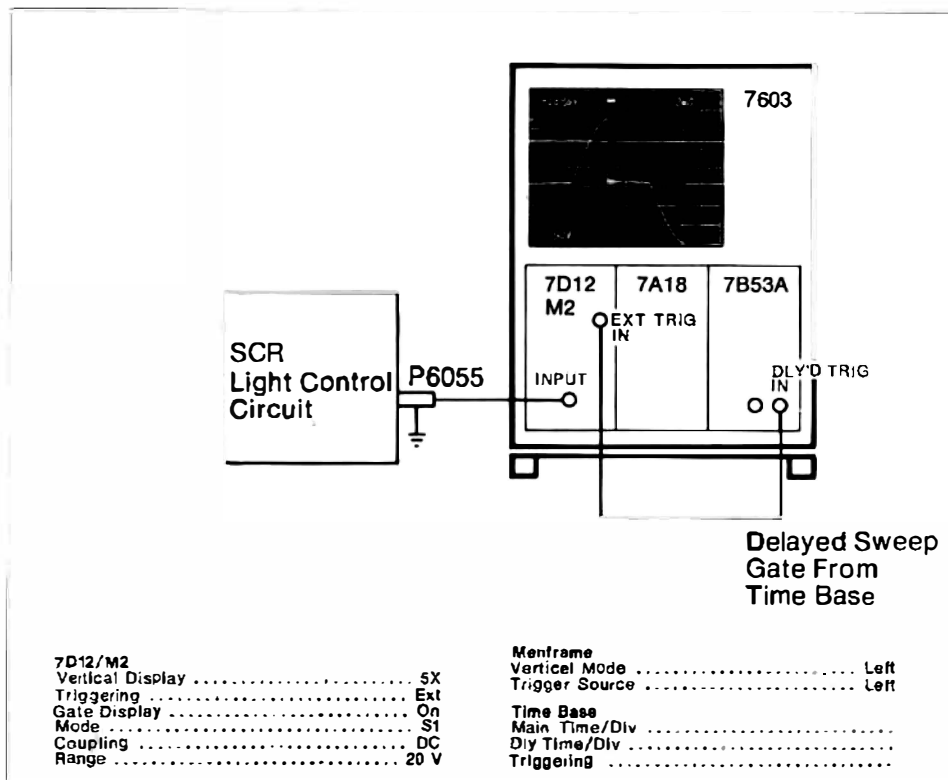 7603
7D12
M2
7A18
7B53A
EXT TRIG
IN
DLY'D TRIG
IN
INPUT
SCR
Light Control
Circuit
P6055
Delayed Sweep
Gate From
Time Base
7D12/M2
Vertical Display ........................ 5X
Triggering .............................. Ext
Gate Display ............................ On
Mode .................................... S1
Coupling ................................ DC
Range ................................... 20 V
Menframe
Verticel Mode ........................... Left
Trigger Source .......................... Left
Time Base
Main Time/Div ...........................
Dly Time/Div ............................
Triggering ..............................